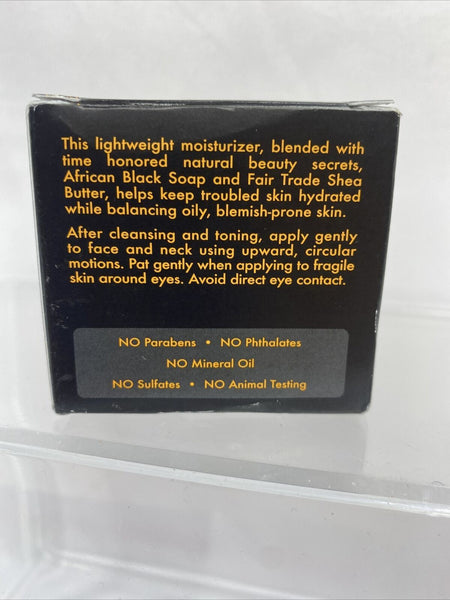 This lightweight moisturizer, blended with
time honored natural beauty secrets,
African Black Soap and Fair Trade Shea
Butter, helps keep troubled skin hydrated
while balancing oily, blemish-prone skin.
After cleansing and toning, apply gently
to face and neck using upward, circular
motions. Pat gently when applying to fragile
skin around eyes. Avoid direct eye contact.
NO Parabens • NO Phthalates
NO Mineral Oil
NO Sulfates • NO Animal Testing